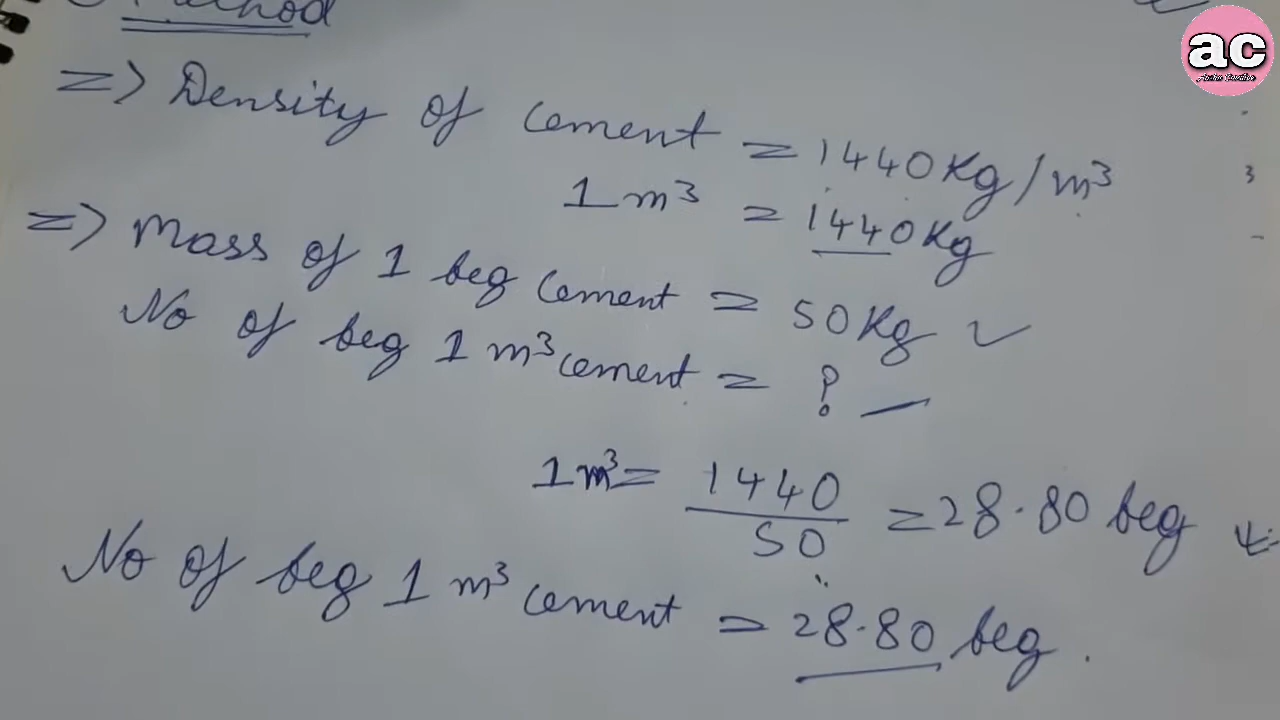 ac
Method
=> Density of cement = 1440 Kg/m³
1 m³ = 1440 Kg
=> Mass of 1 beg cement = 50 Kg ✓
No of beg 1 m³ cement = ? —
1 m³ = 1440/50 = 28.80 beg
No of beg 1 m³ cement = 28.80 beg.